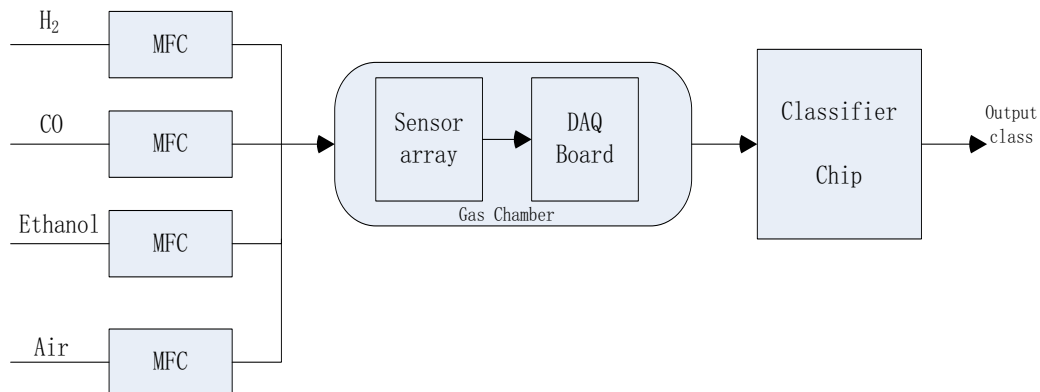 H₂
MFC
CO
MFC
Ethanol
MFC
Air
MFC
Sensor
array
DAQ
Board
Gas Chamber
Classifier
Chip
Output
class